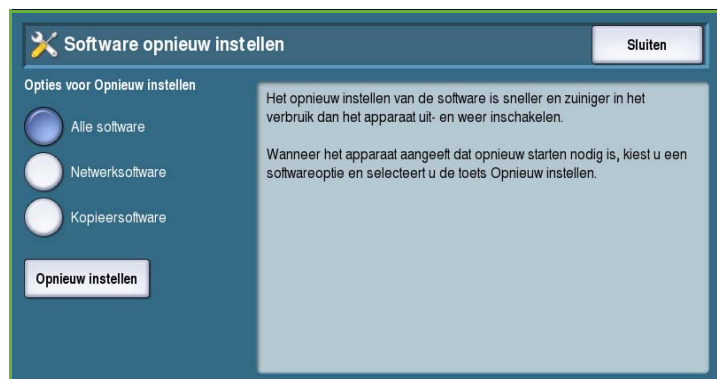 Software opnieuw instellen
Sluiten
Opties voor Opnieuw instellen
Alle software
Netwerksoftware
Kopieersoftware
Opnieuw instellen
Het opnieuw instellen van de software is sneller en zuiniger in het
verbruik dan het apparaat uit- en weer inschakelen.
Wanneer het apparaat aangeeft dat opnieuw starten nodig is, kiest u een
softwareoptie en selecteert u de toets Opnieuw instellen.